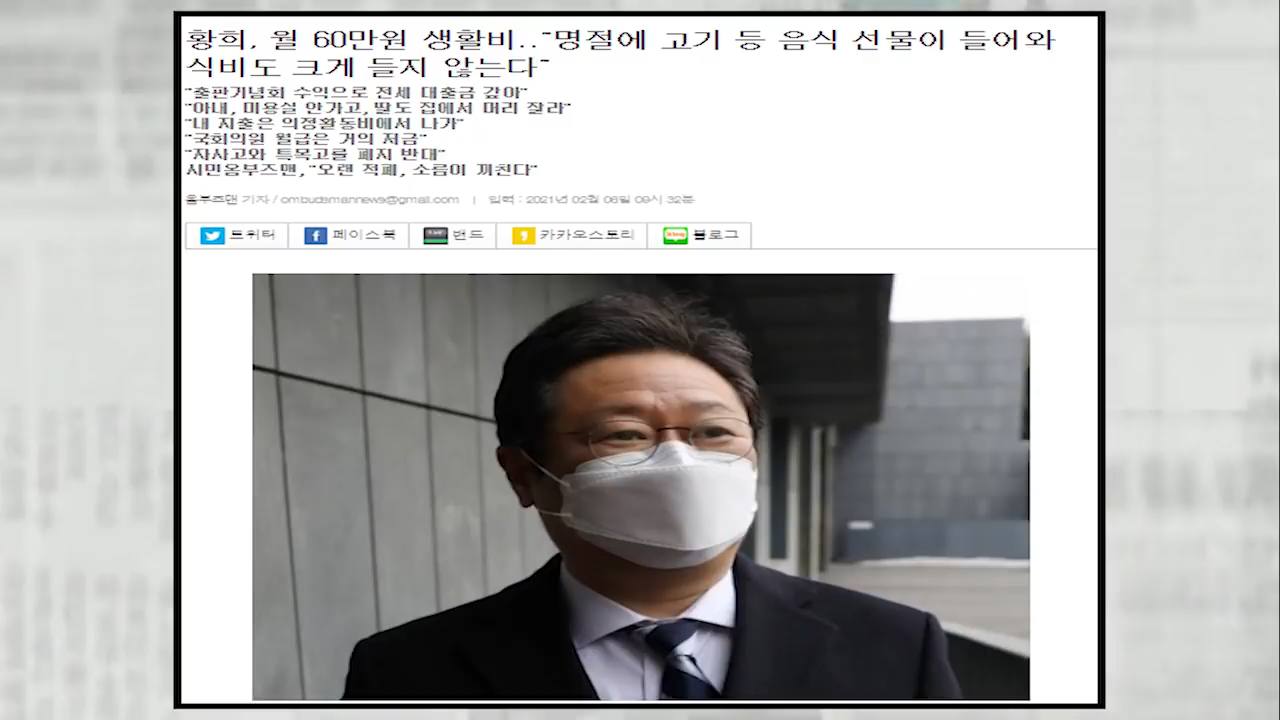 황희, 월 60만원 생활비..~명절에 고기 등 음식 선물이 들어와
식비도 크게 들지 않는다~
"출판기념회 수익으로 전세 대출금 갚아"
"아내, 미용실 안가고, 딸도 집에서 머리 잘라"
"내 지출은 의정활동비에서 나가"
"국회의원 월급은 거의 저금"
"자사고와 특목고를 폐지 반대"
시민옴부즈맨, "오랜 적폐, 소름이 끼친다"
옴부즈맨 기자 / ombudsmannews@gmail.com | 입력 : 2021년 02월 06일 09시 32분
트위터 페이스북 밴드 카카오스토리 블로그